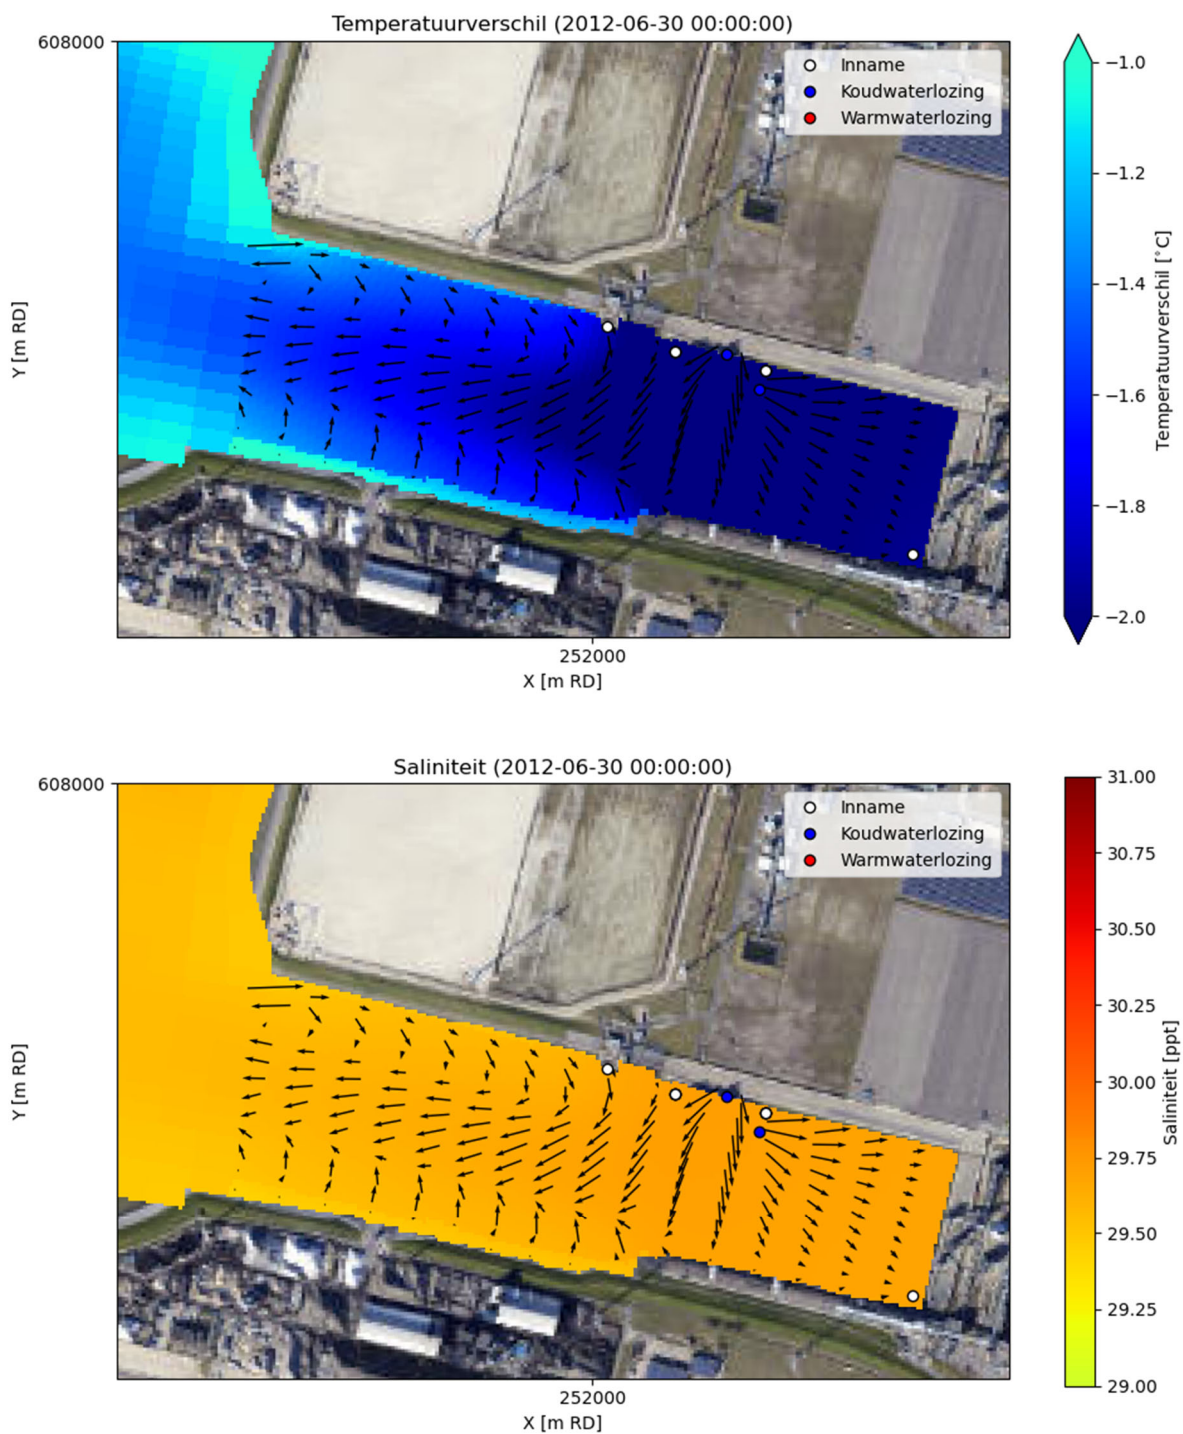 Temperatuurverschil (2012-06-30 00:00:00)
608000
Inname
Koudwaterlozing
Warmwaterlozing
Y [m RD]
252000
X [m RD]
−1.0
−1.2
−1.4
−1.6
−1.8
−2.0
Temperatuurverschil [°C]
Saliniteit (2012-06-30 00:00:00)
608000
Inname
Koudwaterlozing
Warmwaterlozing
Y [m RD]
252000
X [m RD]
31.00
30.75
30.50
30.25
30.00
29.75
29.50
29.25
29.00
Saliniteit [ppt]